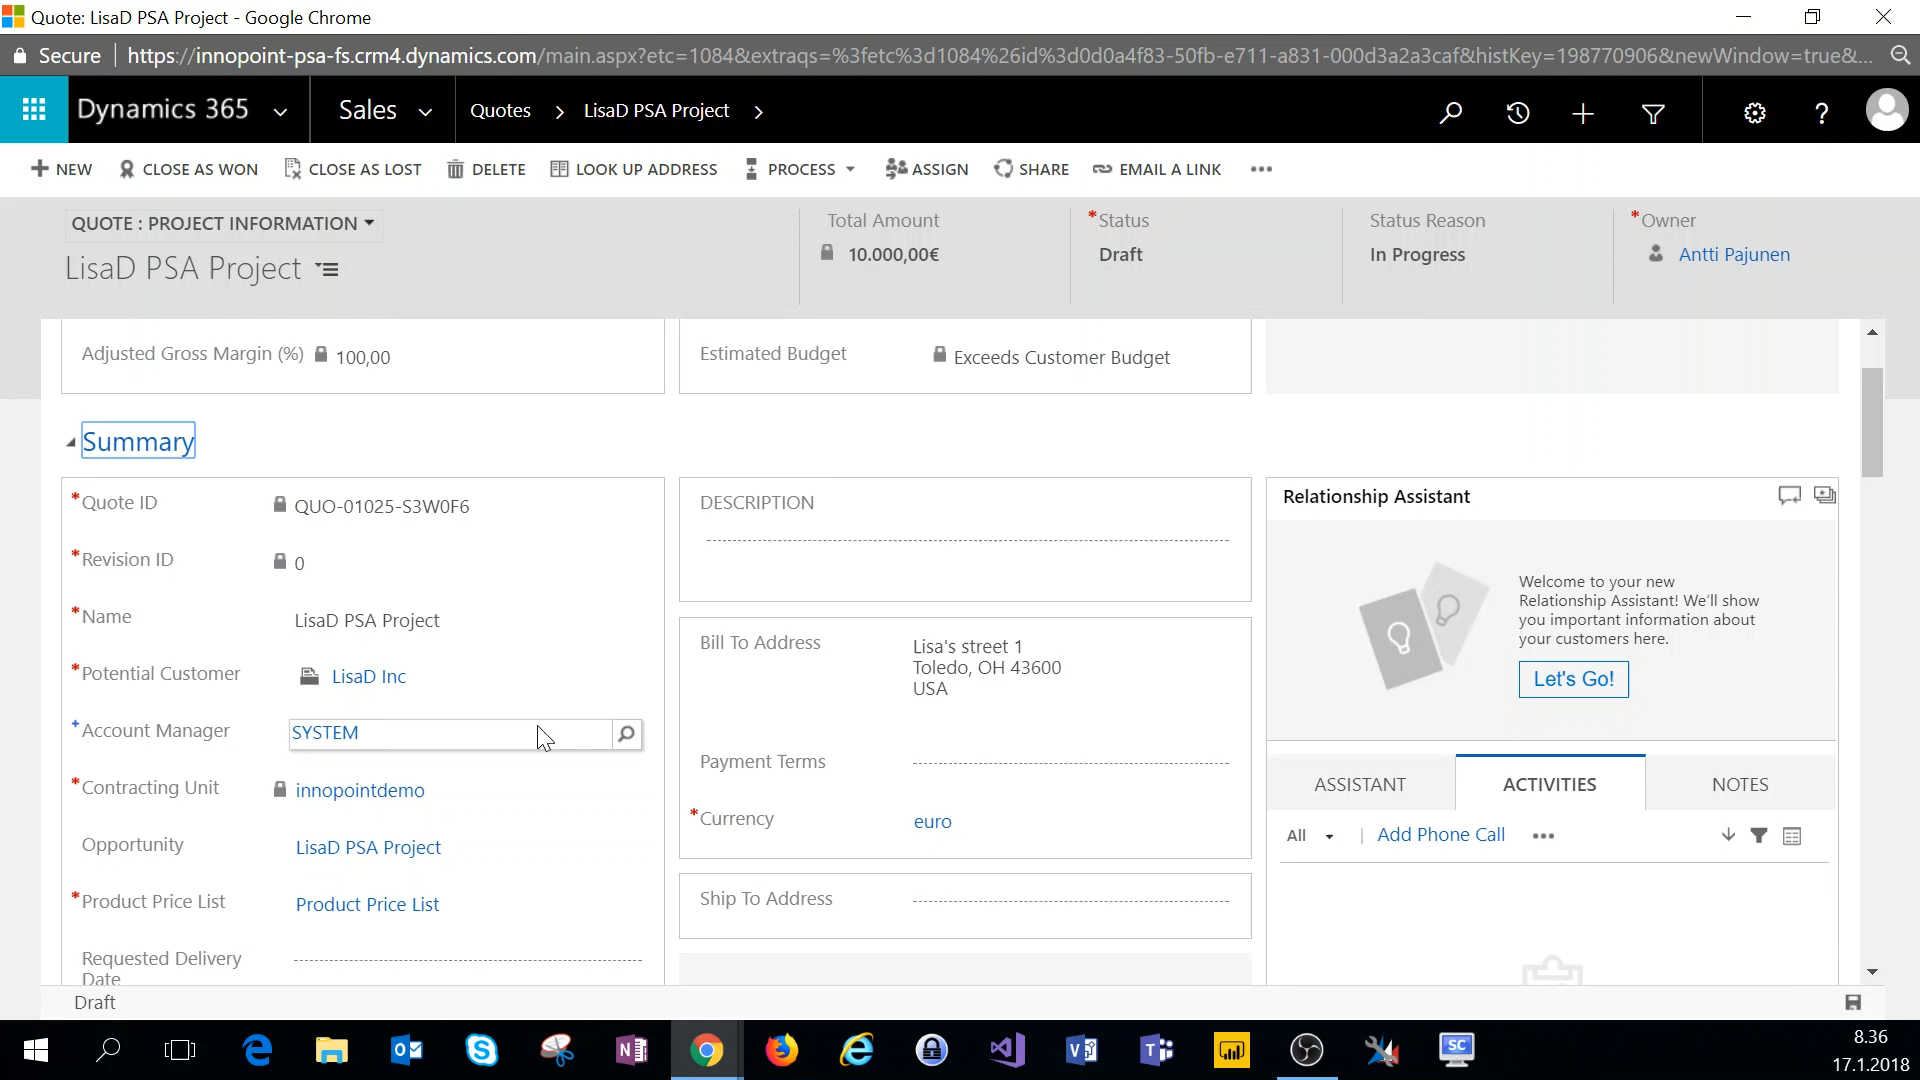 Quote: LisaD PSA Project - Google Chrome
Secure
https://innopoint-psa-fs.crm4.dynamics.com/main.aspx?etc=1084&extraqs=%3fetc%3d1084%26id%3d0d0a4f83-50fb-e711-a831-000d3a2a3caf&histKey=198770906&newWindow=true&...
Dynamics 365
Sales
Quotes > LisaD PSA Project >
?
NEW
CLOSE AS WON
CLOSE AS LOST
DELETE
LOOK UP ADDRESS
PROCESS
ASSIGN
SHARE
EMAIL A LINK
...
QUOTE : PROJECT INFORMATION
LisaD PSA Project
Total Amount
10.000,00€
*Status
Draft
Status Reason
In Progress
*Owner
Antti Pajunen
Adjusted Gross Margin (%)
100,00
Estimated Budget
Exceeds Customer Budget
Summary
*Quote ID
QUO-01025-S3W0F6
*Revision ID
0
*Name
LisaD PSA Project
*Potential Customer
LisaD Inc
+Account Manager
SYSTEM
*Contracting Unit
innopointdemo
Opportunity
LisaD PSA Project
*Product Price List
Product Price List
Requested Delivery
Date
DESCRIPTION
Bill To Address
Lisa's street 1
Toledo, OH 43600
USA
Payment Terms
*Currency
euro
Ship To Address
Relationship Assistant
Welcome to your new
Relationship Assistant! We'll show
you important information about
your customers here.
Let's Go!
ASSISTANT
ACTIVITIES
NOTES
All
Add Phone Call
...
Draft
8.36
17.1.2018